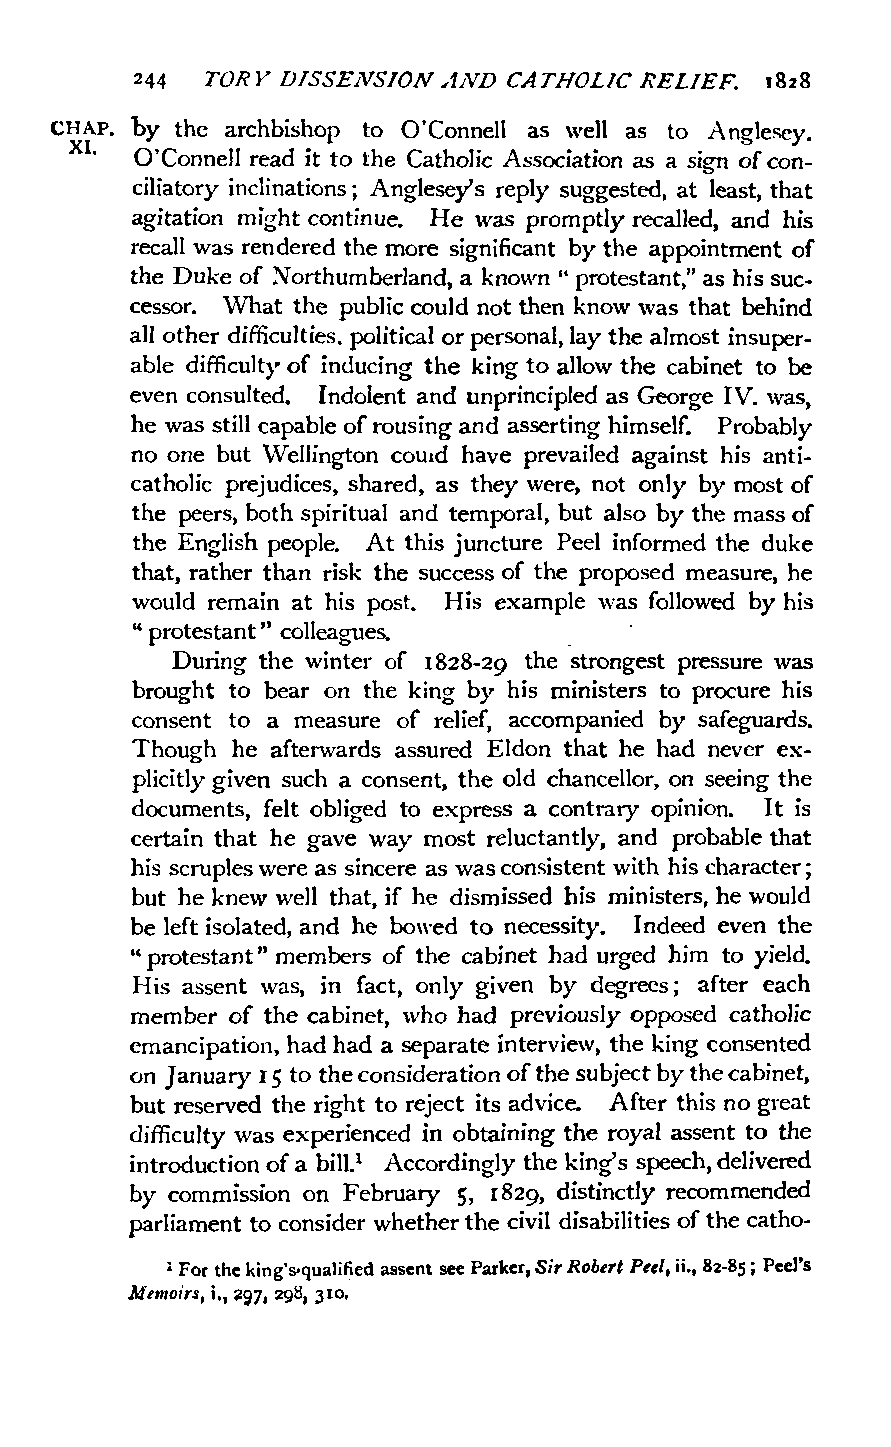 244 TORY DISSENSION AND CATHOLIC RELIEF. 1828
CHAP. XI.
by the archbishop to O'Connell as well as to Anglesey.
O'Connell read it to the Catholic Association as a sign of con-
ciliatory inclinations; Anglesey's reply suggested, at least, that
agitation might continue. He was promptly recalled, and his
recall was rendered the more significant by the appointment of
the Duke of Northumberland, a known " protestant," as his suc-
cessor. What the public could not then know was that behind
all other difficulties, political or personal, lay the almost insuper-
able difficulty of inducing the king to allow the cabinet to be
even consulted. Indolent and unprincipled as George IV. was,
he was still capable of rousing and asserting himself. Probably
no one but Wellington could have prevailed against his anti-
catholic prejudices, shared, as they were, not only by most of
the peers, both spiritual and temporal, but also by the mass of
the English people. At this juncture Peel informed the duke
that, rather than risk the success of the proposed measure, he
would remain at his post. His example was followed by his
" protestant" colleagues.
During the winter of 1828-29 the strongest pressure was
brought to bear on the king by his ministers to procure his
consent to a measure of relief, accompanied by safeguards.
Though he afterwards assured Eldon that he had never ex-
plicitly given such a consent, the old chancellor, on seeing the
documents, felt obliged to express a contrary opinion. It is
certain that he gave way most reluctantly, and probable that
his scruples were as sincere as was consistent with his character;
but he knew well that, if he dismissed his ministers, he would
be left isolated, and he bowed to necessity. Indeed even the
" protestant" members of the cabinet had urged him to yield.
His assent was, in fact, only given by degrees; after each
member of the cabinet, who had previously opposed catholic
emancipation, had had a separate interview, the king consented
on January 15 to the consideration of the subject by the cabinet,
but reserved the right to reject its advice. After this no great
difficulty was experienced in obtaining the royal assent to the
introduction of a bill.¹ Accordingly the king's speech, delivered
by commission on February 5, 1829, distinctly recommended
parliament to consider whether the civil disabilities of the catho-
¹ For the king's qualified assent see Parker, Sir Robert Peel, ii., 82-85; Peel's
Memoirs, i., 297, 298, 310.